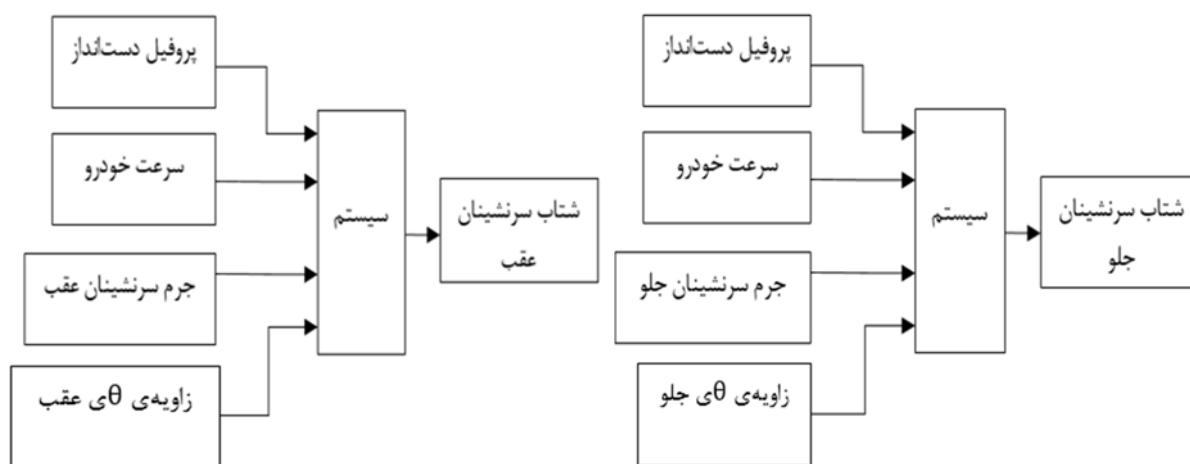 پروفیل دست‌انداز
سرعت خودرو
جرم سرنشینان جلو
زاویه‌ی θی جلو
سیستم
شتاب سرنشینان
جلو
پروفیل دست‌انداز
سرعت خودرو
جرم سرنشینان عقب
زاویه‌ی θی عقب
سیستم
شتاب سرنشینان
عقب